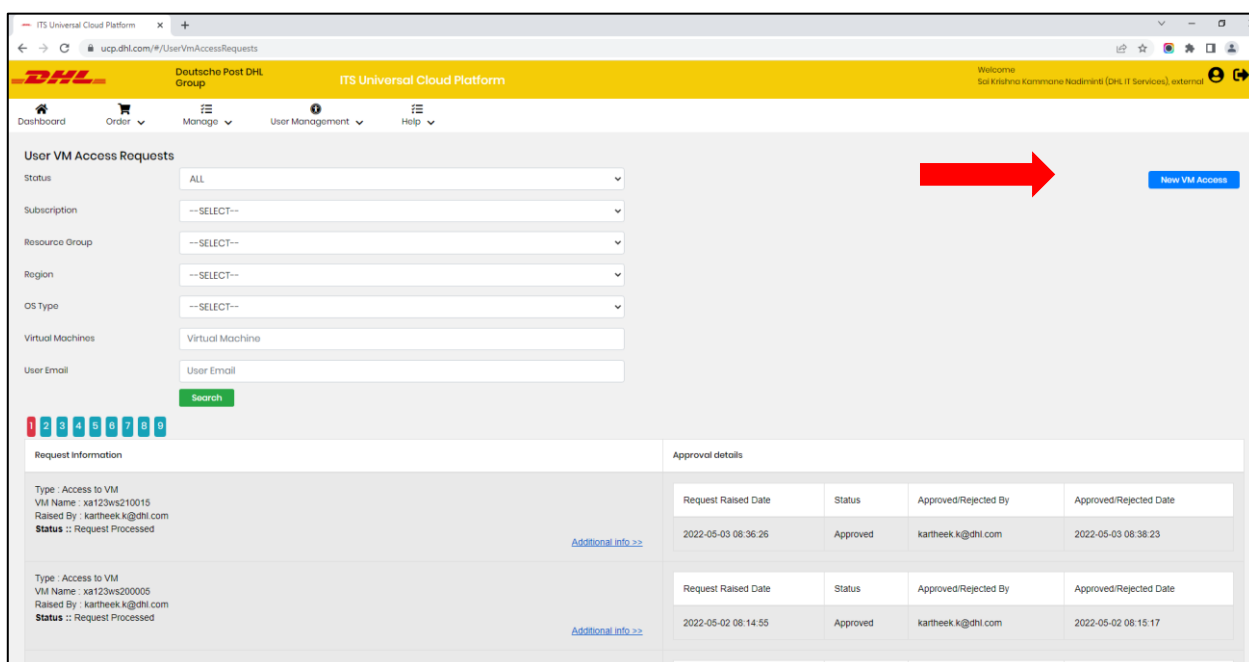 ITS Universal Cloud Platform
ucp.dhl.com/#/UserVmAccessRequests
DHL
Deutsche Post DHL
Group
ITS Universal Cloud Platform
Welcome
Sai Krishna Kammane Nadiminti (DHL IT Services), external
Dashboard Order Manage User Management Help
User VM Access Requests
Status ALL
New VM Access
Subscription --SELECT--
Resource Group --SELECT--
Region --SELECT--
OS Type --SELECT--
Virtual Machines Virtual Machine
User Email User Email
Search
1 2 3 4 5 6 7 8 9
Request Information Approval details
Type : Access to VM
VM Name : xa123ws210015
Raised By : kartheek.k@dhl.com
Status :: Request Processed
Additional info >>
Request Raised Date Status Approved/Rejected By Approved/Rejected Date
2022-05-03 08:36:26 Approved kartheek.k@dhl.com 2022-05-03 08:38:23
Type : Access to VM
VM Name : xa123ws200005
Raised By : kartheek.k@dhl.com
Status :: Request Processed
Additional info >>
Request Raised Date Status Approved/Rejected By Approved/Rejected Date
2022-05-02 08:14:55 Approved kartheek.k@dhl.com 2022-05-02 08:15:17